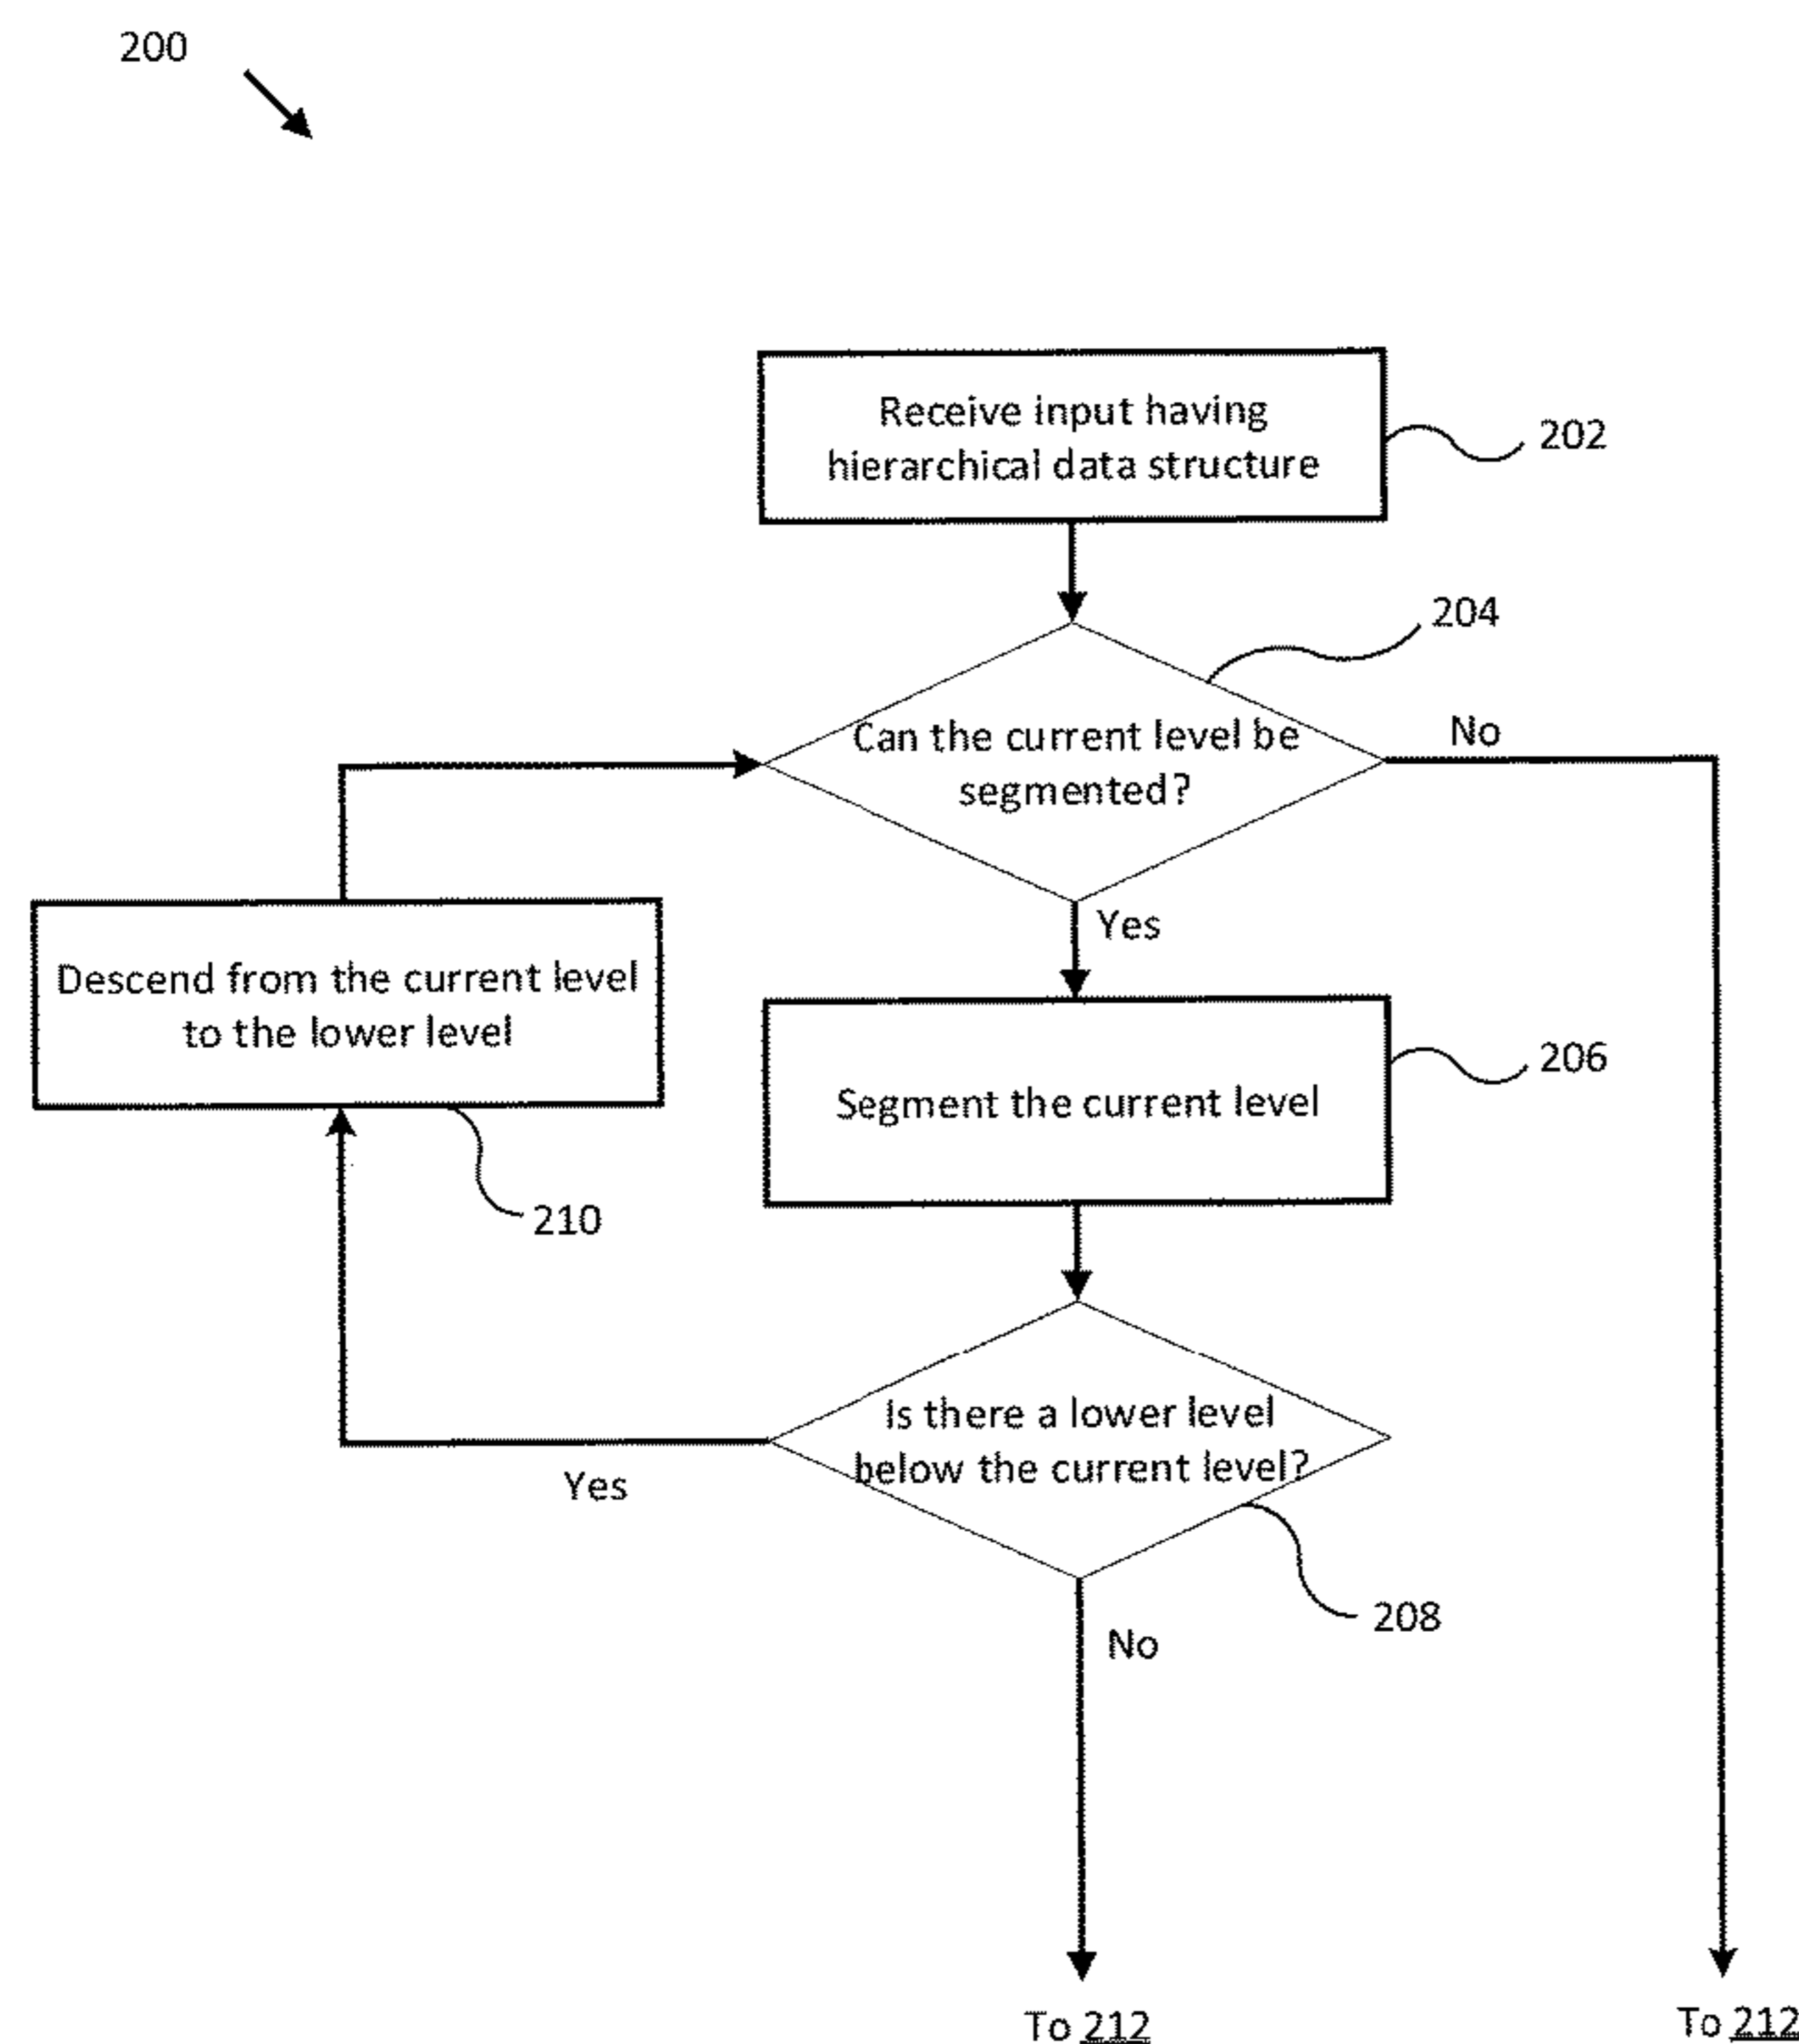 200
Receive input having
hierarchical data structure
202
204
Can the current level be
segmented?
No
Yes
Descend from the current level
to the lower level
206
Segment the current level
210
Is there a lower level
below the current level?
Yes
208
No
To 212
To 212